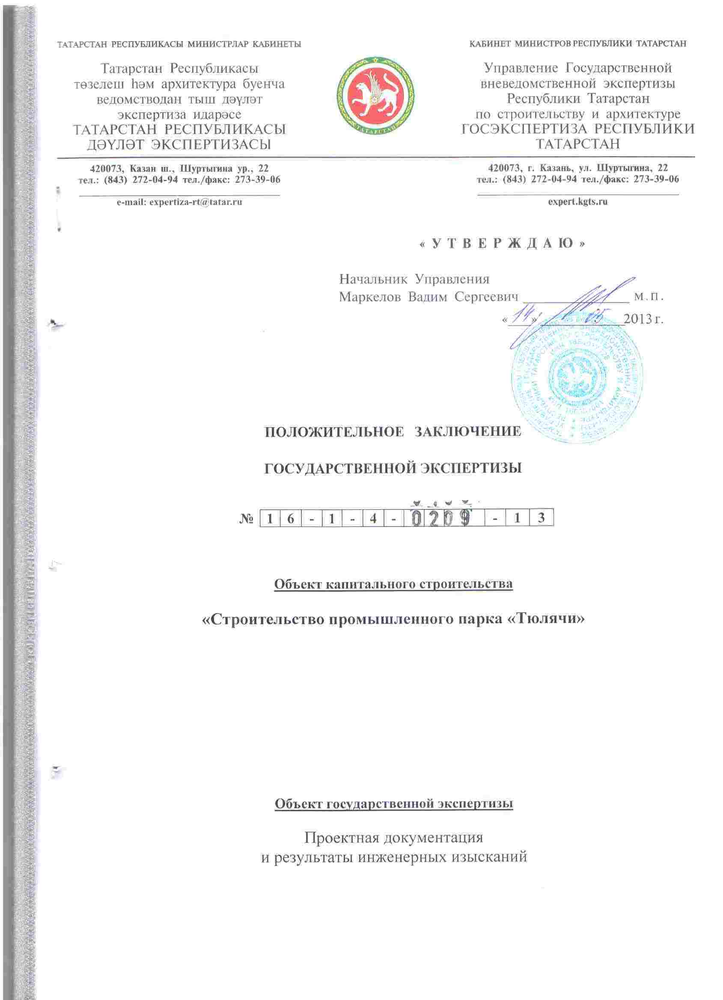 ТАТАРСТАН РЕСПУБЛИКАСЫ МИНИСТРЛАР КАБИНЕТЫ
Татарстан Республикасы
төзелеш һәм архитектура буенча
ведомстводан тыш дәүләт
экспертиза идарәсе
ТАТАРСТАН РЕСПУБЛИКАСЫ
ДӘҮЛӘТ ЭКСПЕРТИЗАСЫ
420073, Казан ш., Шуртыгина ур., 22
тел.: (843) 272-04-94 тел./факс: 273-39-06
e-mail: expertiza-rt@tatar.ru
ТАТАРСТАН
КАБИНЕТ МИНИСТРОВ РЕСПУБЛИКИ ТАТАРСТАН
Управление Государственной
вневедомственной экспертизы
Республики Татарстан
по строительству и архитектуре
ГОСЭКСПЕРТИЗА РЕСПУБЛИКИ
ТАТАРСТАН
420073, г. Казань, ул. Шуртыгина, 22
тел.: (843) 272-04-94 тел./факс: 273-39-06
expert.kgts.ru
« У Т В Е Р Ж Д А Ю »
Начальник Управления
Маркелов Вадим Сергеевич М.П.
«14» 05 2013 г.
ПОЛОЖИТЕЛЬНОЕ ЗАКЛЮЧЕНИЕ
ГОСУДАРСТВЕННОЙ ЭКСПЕРТИЗЫ
№ 1 6 - 1 - 4 - 0 2 0 9 - 1 3
Объект капитального строительства
«Строительство промышленного парка «Тюлячи»
Объект государственной экспертизы
Проектная документация
и результаты инженерных изысканий